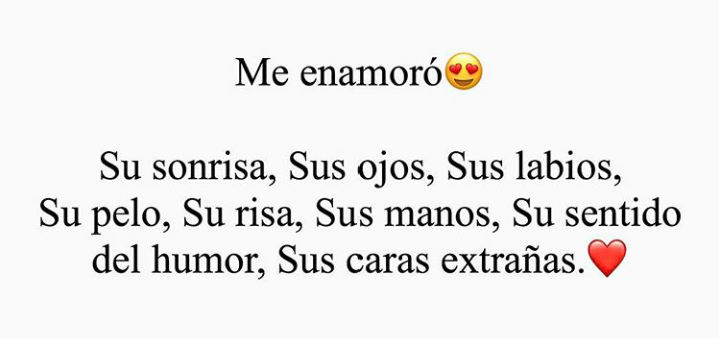 Me enamoró😍
Su sonrisa, Sus ojos, Sus labios,
Su pelo, Su risa, Sus manos, Su sentido
del humor, Sus caras extrañas.❤️